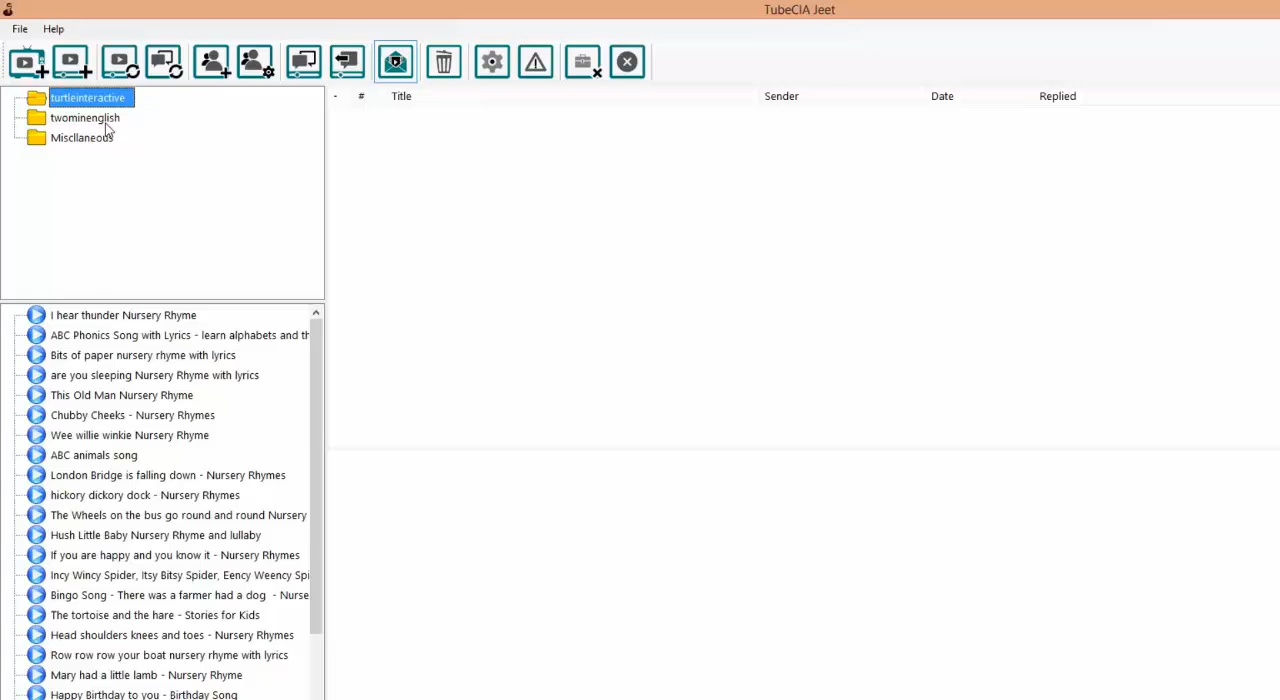 TubeCIA Jeet
File Help
turtleinteractive
twominenglish
Miscllaneous
- # Title Sender Date Replied
I hear thunder Nursery Rhyme
ABC Phonics Song with Lyrics - learn alphabets and th
Bits of paper nursery rhyme with lyrics
are you sleeping Nursery Rhyme with lyrics
This Old Man Nursery Rhyme
Chubby Cheeks - Nursery Rhymes
Wee willie winkie Nursery Rhyme
ABC animals song
London Bridge is falling down - Nursery Rhymes
hickory dickory dock - Nursery Rhymes
The Wheels on the bus go round and round Nursery
Hush Little Baby Nursery Rhyme and lullaby
If you are happy and you know it - Nursery Rhymes
Incy Wincy Spider, Itsy Bitsy Spider, Eency Weency Spi
Bingo Song - There was a farmer had a dog - Nurse
The tortoise and the hare - Stories for Kids
Head shoulders knees and toes - Nursery Rhymes
Row row row your boat nursery rhyme with lyrics
Mary had a little lamb - Nursery Rhyme
Happy Birthday to you - Birthday Song